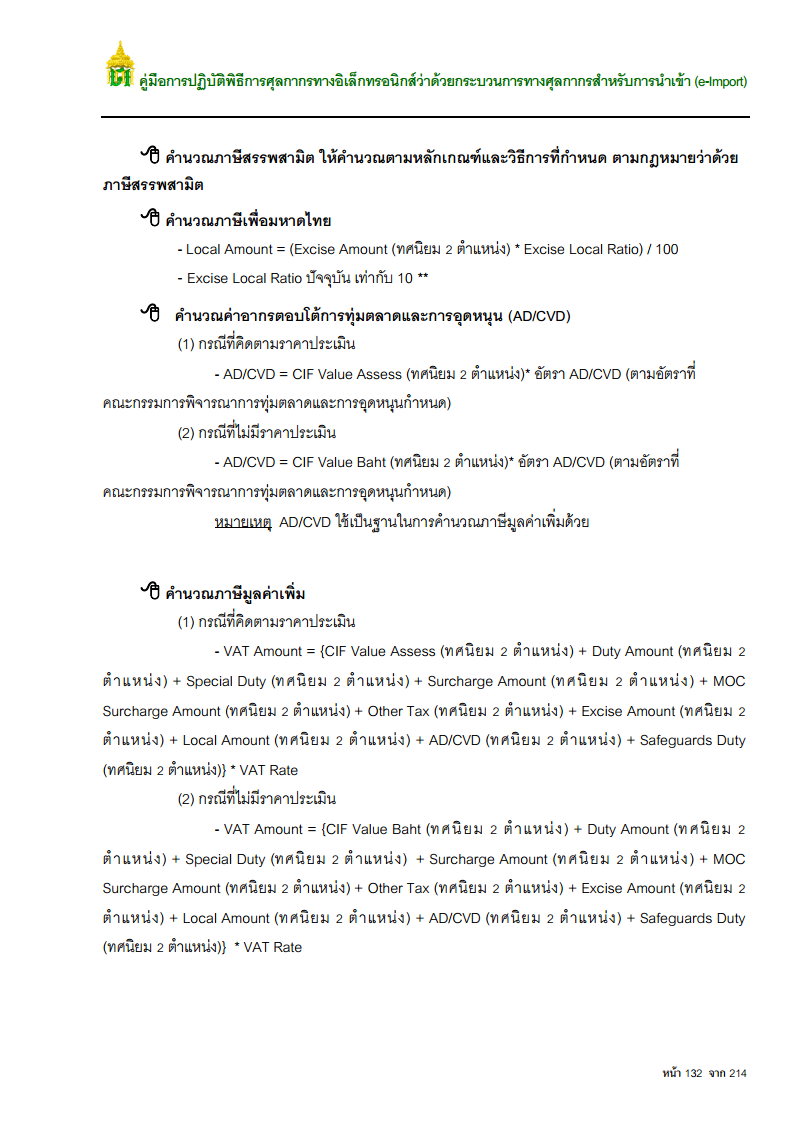 คู่มือการปฏิบัติพิธีการศุลกากรทางอิเล็กทรอนิกส์ว่าด้วยกระบวนการทางศุลกากรสำหรับการนำเข้า (e-Import)
คำนวณภาษีสรรพสามิต ให้คำนวณตามหลักเกณฑ์และวิธีการที่กำหนด ตามกฎหมายว่าด้วย
ภาษีสรรพสามิต
คำนวณภาษีเพื่อมหาดไทย
- Local Amount = (Excise Amount (ทศนิยม 2 ตำแหน่ง) * Excise Local Ratio) / 100
- Excise Local Ratio ปัจจุบัน เท่ากับ 10 **
คำนวณค่าอากรตอบโต้การทุ่มตลาดและการอุดหนุน (AD/CVD)
(1) กรณีที่คิดตามราคาประเมิน
- AD/CVD = CIF Value Assess (ทศนิยม 2 ตำแหน่ง)* อัตรา AD/CVD (ตามอัตราที่
คณะกรรมการพิจารณาการทุ่มตลาดและการอุดหนุนกำหนด)
(2) กรณีที่ไม่มีราคาประเมิน
- AD/CVD = CIF Value Baht (ทศนิยม 2 ตำแหน่ง)* อัตรา AD/CVD (ตามอัตราที่
คณะกรรมการพิจารณาการทุ่มตลาดและการอุดหนุนกำหนด)
หมายเหตุ AD/CVD ใช้เป็นฐานในการคำนวณภาษีมูลค่าเพิ่มด้วย
คำนวณภาษีมูลค่าเพิ่ม
(1) กรณีที่คิดตามราคาประเมิน
- VAT Amount = {CIF Value Assess (ทศนิยม 2 ตำแหน่ง) + Duty Amount (ทศนิยม 2
ตำแหน่ง) + Special Duty (ทศนิยม 2 ตำแหน่ง) + Surcharge Amount (ทศนิยม 2 ตำแหน่ง) + MOC
Surcharge Amount (ทศนิยม 2 ตำแหน่ง) + Other Tax (ทศนิยม 2 ตำแหน่ง) + Excise Amount (ทศนิยม 2
ตำแหน่ง) + Local Amount (ทศนิยม 2 ตำแหน่ง) + AD/CVD (ทศนิยม 2 ตำแหน่ง) + Safeguards Duty
(ทศนิยม 2 ตำแหน่ง)} * VAT Rate
(2) กรณีที่ไม่มีราคาประเมิน
- VAT Amount = {CIF Value Baht (ทศนิยม 2 ตำแหน่ง) + Duty Amount (ทศนิยม 2
ตำแหน่ง) + Special Duty (ทศนิยม 2 ตำแหน่ง) + Surcharge Amount (ทศนิยม 2 ตำแหน่ง) + MOC
Surcharge Amount (ทศนิยม 2 ตำแหน่ง) + Other Tax (ทศนิยม 2 ตำแหน่ง) + Excise Amount (ทศนิยม 2
ตำแหน่ง) + Local Amount (ทศนิยม 2 ตำแหน่ง) + AD/CVD (ทศนิยม 2 ตำแหน่ง) + Safeguards Duty
(ทศนิยม 2 ตำแหน่ง)} * VAT Rate
หน้า 132 จาก 214